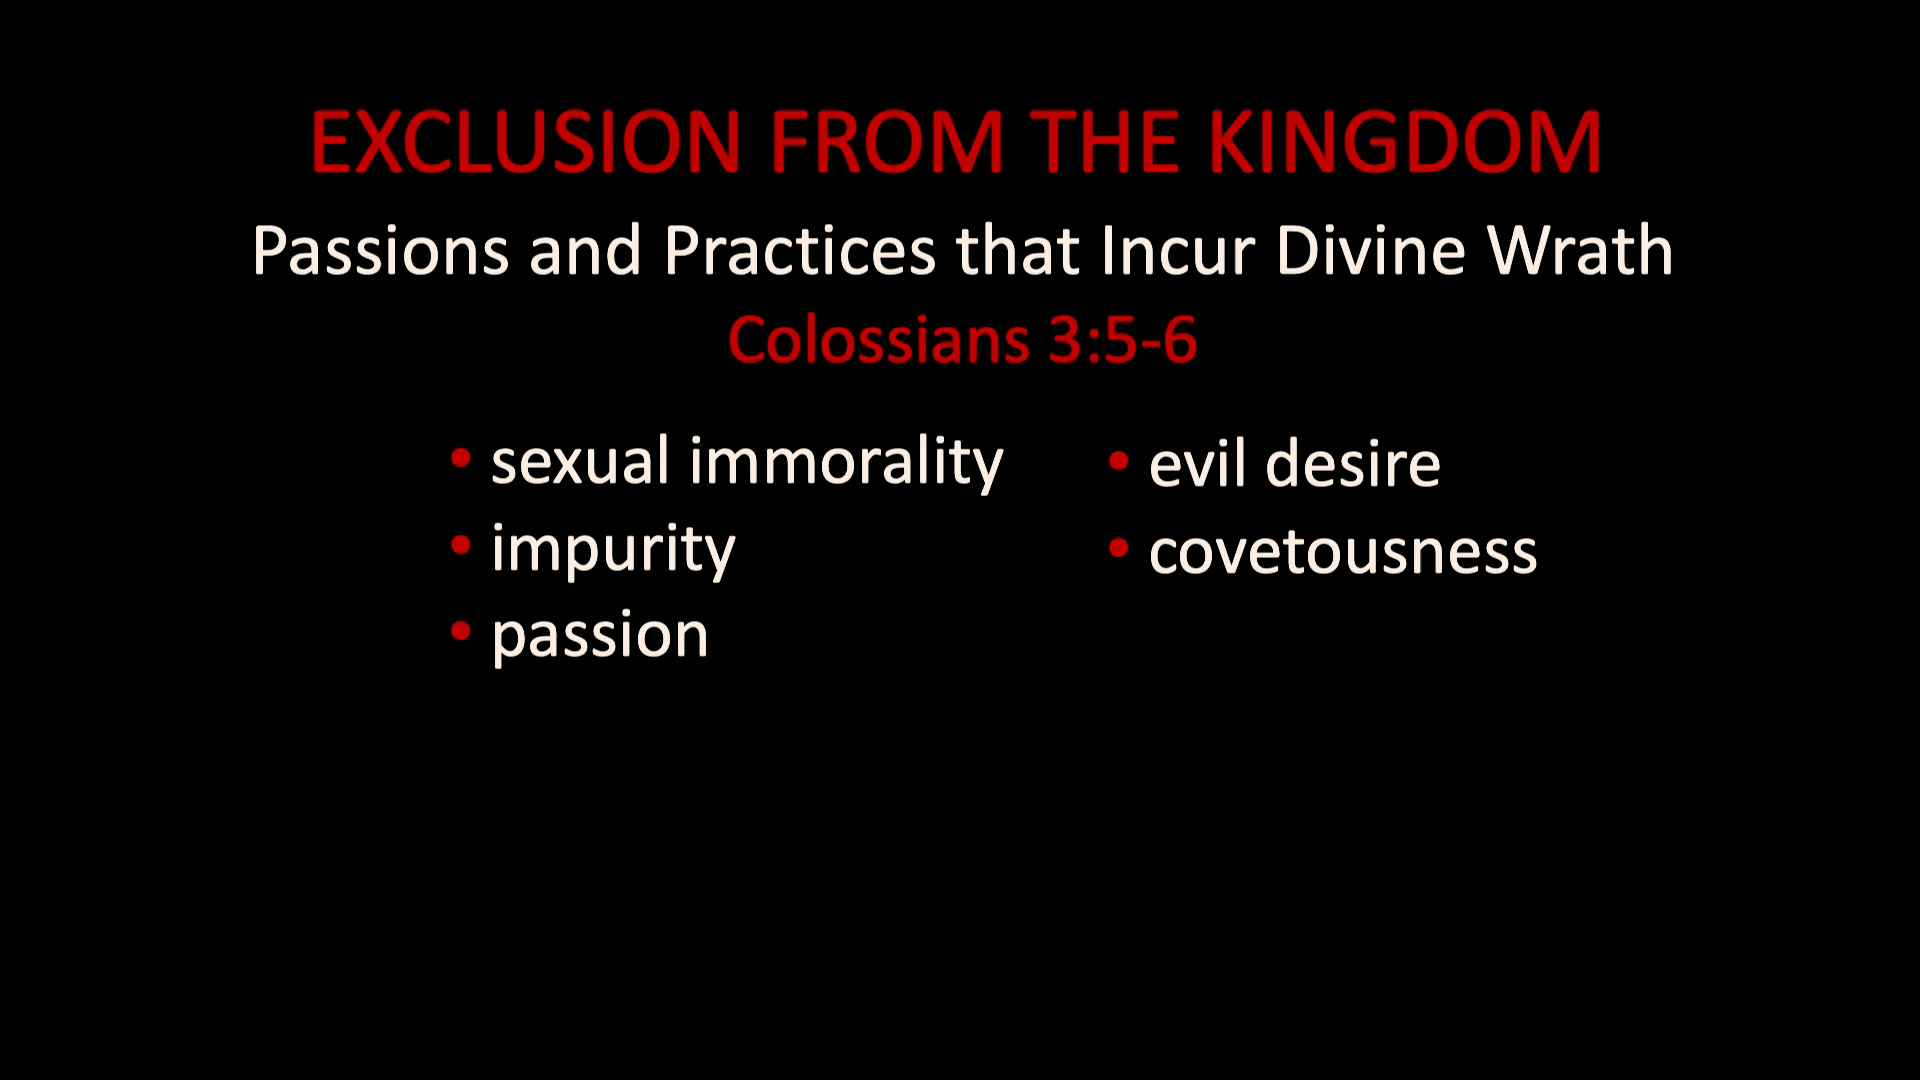 EXCLUSION FROM THE KINGDOM
Passions and Practices that Incur Divine Wrath
Colossians 3:5-6
• sexual immorality
• impurity
• passion
• evil desire
• covetousness